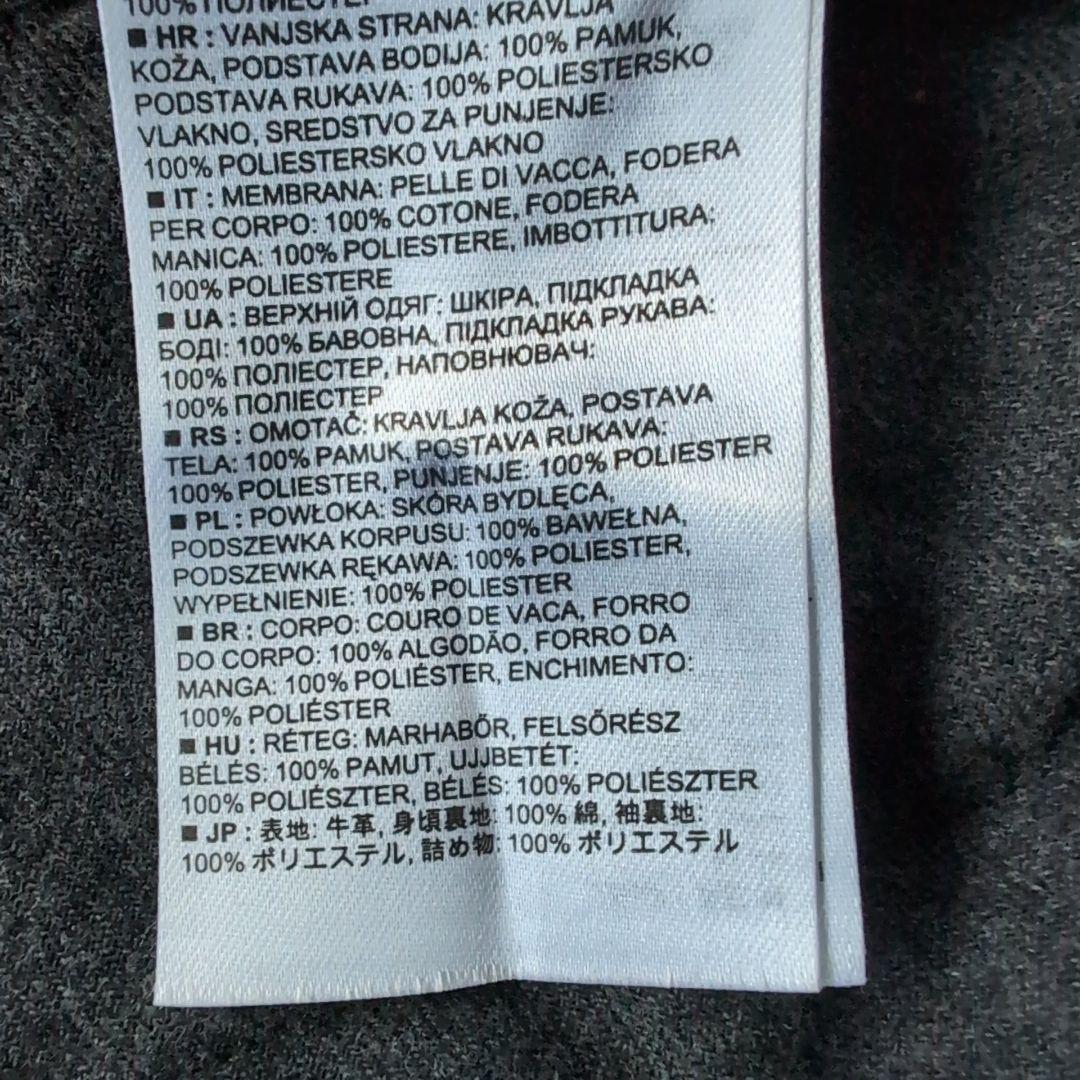 100% ПОЛИЕСТЕР
■ HR : VANJSKA STRANA: KRAVLJA
KOŽA, PODSTAVA BODIJA: 100% PAMUK,
PODSTAVA RUKAVA: 100% POLIESTERSKO
VLAKNO, SREDSTVO ZA PUNJENJE:
100% POLIESTERSKO VLAKNO
■ IT : MEMBRANA: PELLE DI VACCA, FODERA
PER CORPO: 100% COTONE, FODERA
MANICA: 100% POLIESTERE, IMBOTTITURA:
100% POLIESTERE
■ UA : ВЕРХНІЙ ОДЯГ: ШКІРА, ПІДКЛАДКА
БОДІ: 100% БАВОВНА, ПІДКЛАДКА РУКАВА:
100% ПОЛІЕСТЕР, НАПОВНЮВАЧ:
100% ПОЛІЕСТЕР
■ RS : OMOTAČ: KRAVLJA KOŽA, POSTAVA
TELA: 100% PAMUK, POSTAVA RUKAVA:
100% POLIESTER, PUNJENJE: 100% POLIESTER
■ PL : POWŁOKA: SKÓRA BYDLĘCA,
PODSZEWKA KORPUSU: 100% BAWEŁNA,
PODSZEWKA RĘKAWA: 100% POLIESTER,
WYPEŁNIENIE: 100% POLIESTER
■ BR : CORPO: COURO DE VACA, FORRO
DO CORPO: 100% ALGODÃO, FORRO DA
MANGA: 100% POLIÉSTER, ENCHIMENTO:
100% POLIÉSTER
■ HU : RÉTEG: MARHABŐR, FELSŐRÉSZ
BÉLÉS: 100% PAMUT, UJJBETÉT:
100% POLIÉSZTER, BÉLÉS: 100% POLIÉSZTER
■ JP : 表地: 牛革, 身頃裏地: 100% 綿, 袖裏地:
100% ポリエステル, 詰め物: 100% ポリエステル